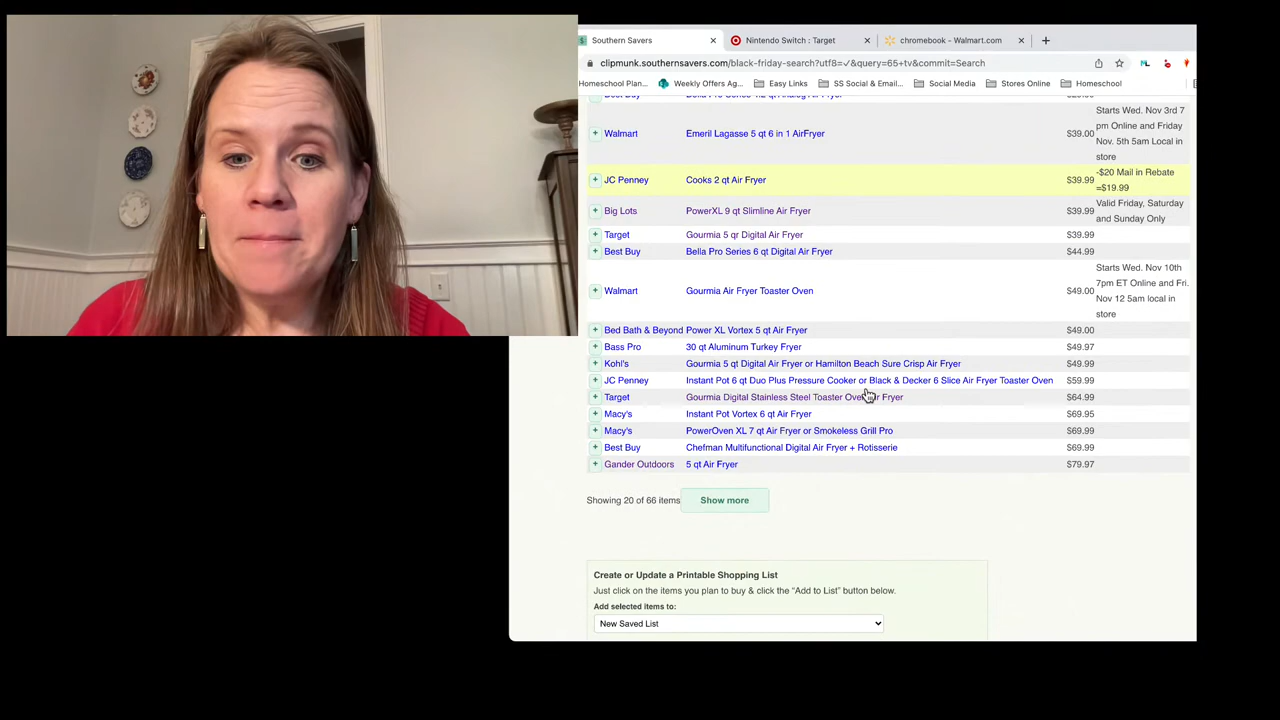 Southern Savers
Nintendo Switch : Target
chromebook - Walmart.com
clipmunk.southernsavers.com/black-friday-search?utf8=✓&query=65+tv&commit=Search
Homeschool Plan...
Weekly Offers Ag...
Easy Links
SS Social & Email...
Social Media
Stores Online
Homeschool
Walmart Emeril Lagasse 5 qt 6 in 1 AirFryer $39.00
Starts Wed. Nov 3rd 7
pm Online and Friday
Nov. 5th 5am Local in
store
JC Penney Cooks 2 qt Air Fryer $39.99
-$20 Mail in Rebate
=$19.99
Big Lots PowerXL 9 qt Slimline Air Fryer $39.99
Valid Friday, Saturday
and Sunday Only
Target Gourmia 5 qr Digital Air Fryer $39.99
Best Buy Bella Pro Series 6 qt Digital Air Fryer $44.99
Walmart Gourmia Air Fryer Toaster Oven $49.00
Starts Wed. Nov 10th
7pm ET Online and Fri.
Nov 12 5am local in
store
Bed Bath & Beyond Power XL Vortex 5 qt Air Fryer $49.00
Bass Pro 30 qt Aluminum Turkey Fryer $49.97
Kohl's Gourmia 5 qt Digital Air Fryer or Hamilton Beach Sure Crisp Air Fryer $49.99
JC Penney Instant Pot 6 qt Duo Plus Pressure Cooker or Black & Decker 6 Slice Air Fryer Toaster Oven $59.99
Target Gourmia Digital Stainless Steel Toaster Oven Air Fryer $64.99
Macy's Instant Pot Vortex 6 qt Air Fryer $69.95
Macy's PowerOven XL 7 qt Air Fryer or Smokeless Grill Pro $69.99
Best Buy Chefman Multifunctional Digital Air Fryer + Rotisserie $69.99
Gander Outdoors 5 qt Air Fryer $79.97
Showing 20 of 66 items Show more
Create or Update a Printable Shopping List
Just click on the items you plan to buy & click the “Add to List” button below.
Add selected items to:
New Saved List